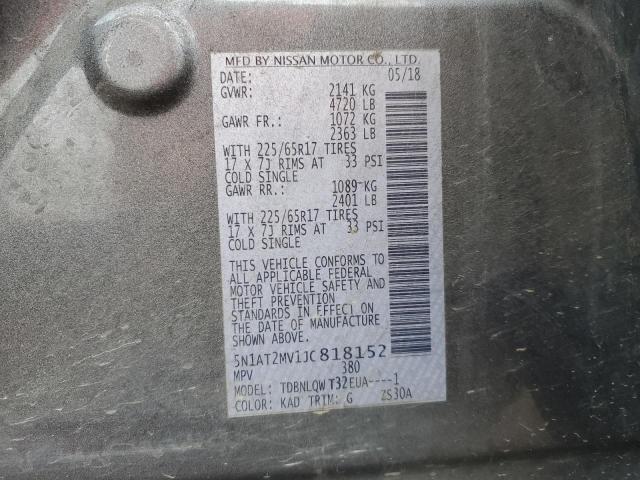 MFD BY NISSAN MOTOR CO., LTD.
DATE: 05/18
GVWR: 2141 KG
4720 LB
GAWR FR.: 1072 KG
2363 LB
WITH 225/65R17 TIRES
17 X 7J RIMS AT 33 PSI
COLD SINGLE
GAWR RR.: 1089 KG
2401 LB
WITH 225/65R17 TIRES
17 X 7J RIMS AT 33 PSI
COLD SINGLE
THIS VEHICLE CONFORMS TO
ALL APPLICABLE FEDERAL
MOTOR VEHICLE SAFETY AND
THEFT PREVENTION
STANDARDS IN EFFECT ON
THE DATE OF MANUFACTURE
SHOWN ABOVE.
5N1AT2MV1JC818152
MPV 380
MODEL: TDBNLQWT32EUA----1
COLOR: KAD TRIM: G ZS30A